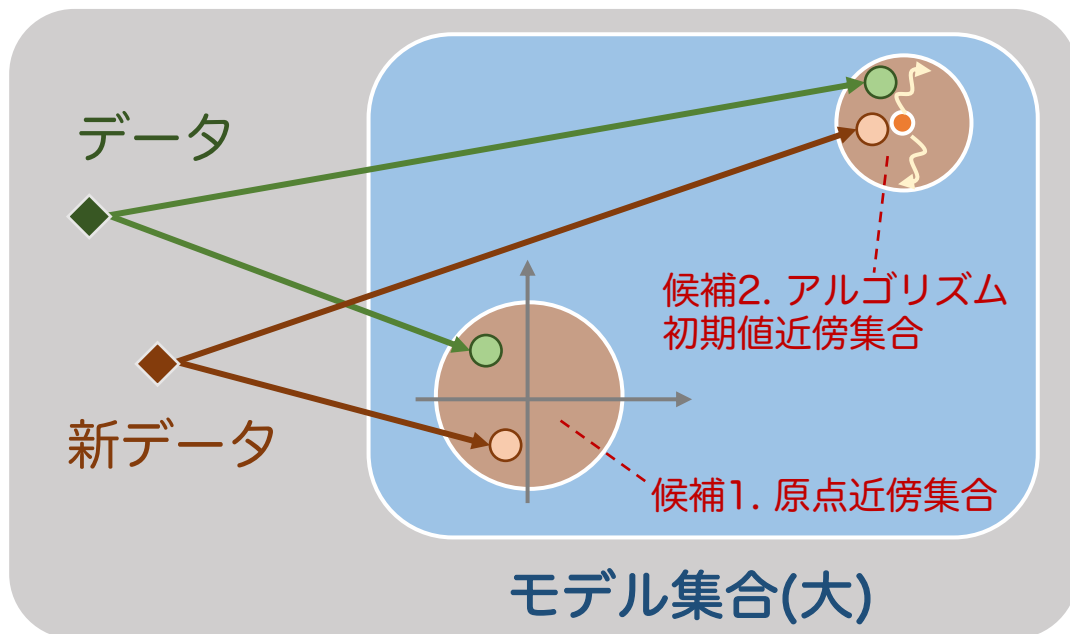 データ
候補2. アルゴリズム
初期値近傍集合
新データ
候補1. 原点近傍集合
モデル集合(大)